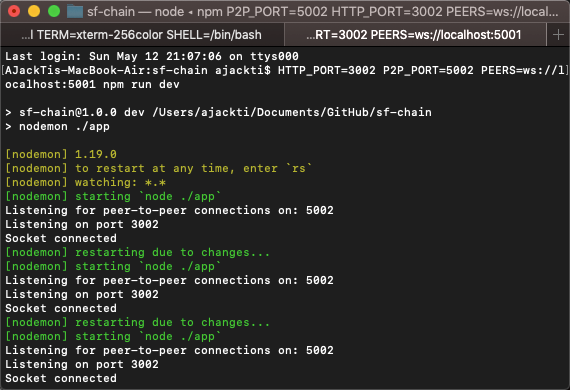 sf-chain — node ◂ npm P2P_PORT=5002 HTTP_PORT=3002 PEERS=ws://local...
...l TERM=xterm-256color SHELL=/bin/bash
...RT=3002 PEERS=ws://localhost:5001
Last login: Sun May 12 21:07:06 on ttys000
[AJackTis-MacBook-Air:sf-chain ajackti$ HTTP_PORT=3002 P2P_PORT=5002 PEERS=ws://l]
ocalhost:5001 npm run dev
> sf-chain@1.0.0 dev /Users/ajackti/Documents/GitHub/sf-chain
> nodemon ./app
[nodemon] 1.19.0
[nodemon] to restart at any time, enter `rs`
[nodemon] watching: *.*
[nodemon] starting `node ./app`
Listening for peer-to-peer connections on: 5002
Listening on port 3002
Socket connected
[nodemon] restarting due to changes...
[nodemon] starting `node ./app`
Listening for peer-to-peer connections on: 5002
Listening on port 3002
Socket connected
[nodemon] restarting due to changes...
[nodemon] starting `node ./app`
Listening for peer-to-peer connections on: 5002
Listening on port 3002
Socket connected